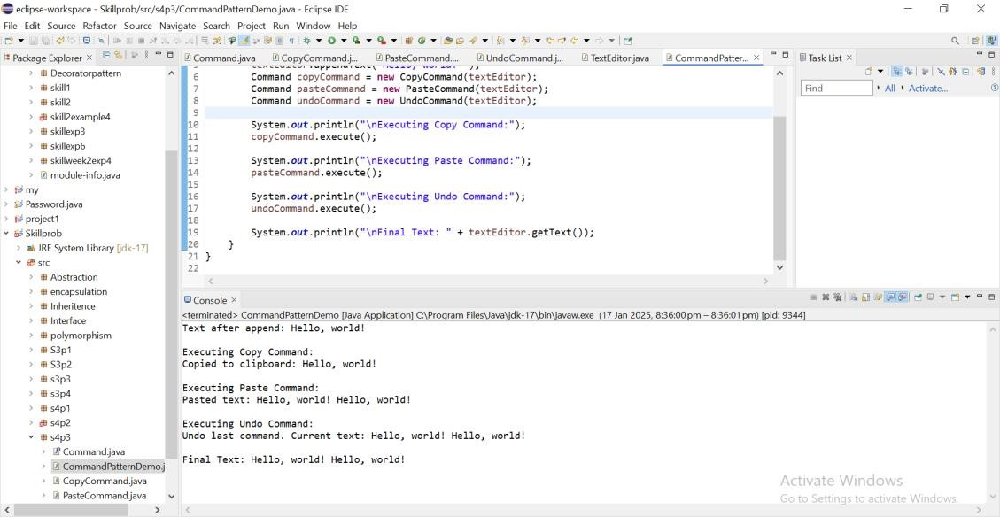 eclipse-workspace - Skillprob/src/s4p3/CommandPatternDemo.java - Eclipse IDE
File Edit Source Refactor Source Navigate Search Project Run Window Help
Package Explorer
Decoratorpattern
skill1
skill2
skill2example4
skillexp3
skillexp6
skillweek2exp4
module-info.java
my
Password.java
project1
Skillprob
JRE System Library [jdk-17]
src
Abstraction
encapsulation
Inheritence
Interface
polymorphism
S3p1
S3p2
s3p3
s3p4
s4p1
s4p2
s4p3
Command.java
CommandPatternDemo.j
CopyCommand.java
PasteCommand.java
Command.java CopyCommand.j... PasteCommand.... UndoCommand.j... TextEditor.java CommandPatter...
textEditor.appendText("Hello, world! ");
6 Command copyCommand = new CopyCommand(textEditor);
7 Command pasteCommand = new PasteCommand(textEditor);
8 Command undoCommand = new UndoCommand(textEditor);
9
10 System.out.println("\nExecuting Copy Command:");
11 copyCommand.execute();
12
13 System.out.println("\nExecuting Paste Command:");
14 pasteCommand.execute();
15
16 System.out.println("\nExecuting Undo Command:");
17 undoCommand.execute();
18
19 System.out.println("\nFinal Text: " + textEditor.getText());
20 }
21 }
22
Task List
Find All Activate...
Console
<terminated> CommandPatternDemo [Java Application] C:\Program Files\Java\jdk-17\bin\javaw.exe (17 Jan 2025, 8:36:00 pm – 8:36:01 pm) [pid: 9344]
Text after append: Hello, world!
Executing Copy Command:
Copied to clipboard: Hello, world!
Executing Paste Command:
Pasted text: Hello, world! Hello, world!
Executing Undo Command:
Undo last command. Current text: Hello, world! Hello, world!
Final Text: Hello, world! Hello, world!
Activate Windows
Go to Settings to activate Windows.